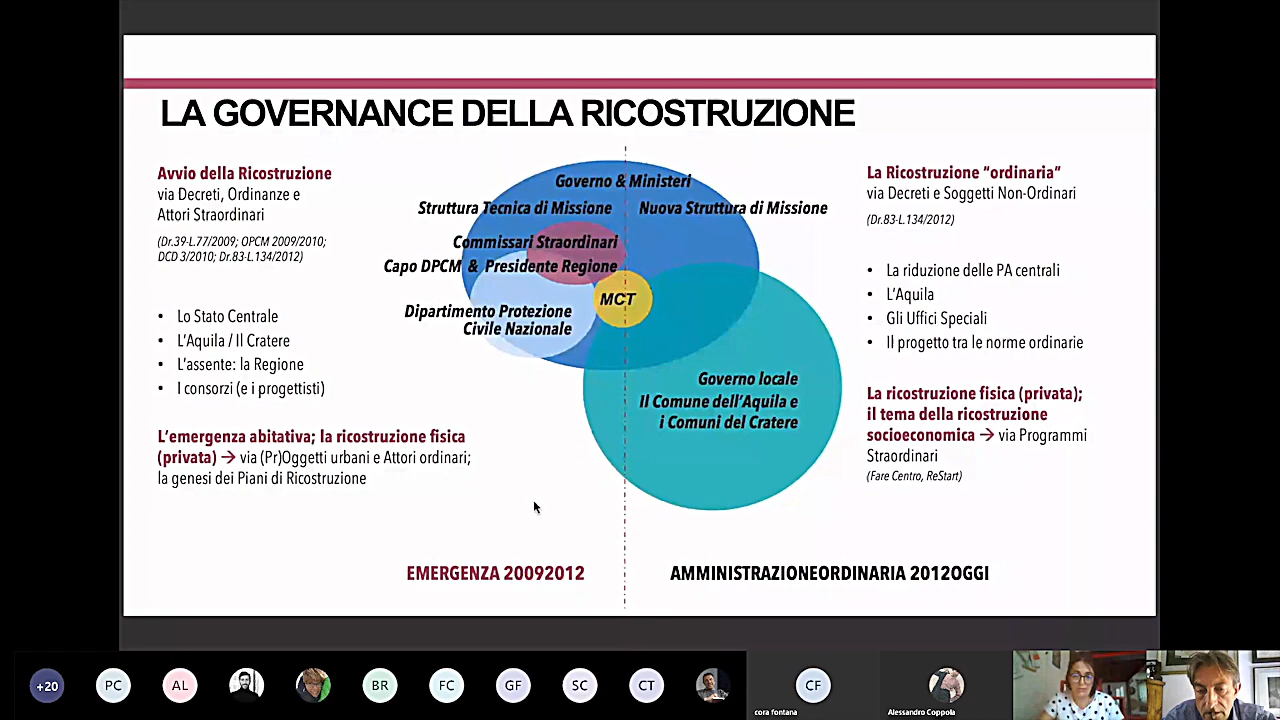 LA GOVERNANCE DELLA RICOSTRUZIONE
Avvio della Ricostruzione
via Decreti, Ordinanze e
Attori Straordinari
(Dr.39-L.77/2009; OPCM 2009/2010;
DCD 3/2010; Dr.83-L.134/2012)
• Lo Stato Centrale
• L'Aquila / Il Cratere
• L'assente: la Regione
• I consorzi (e i progettisti)
L'emergenza abitativa; la ricostruzione fisica
(privata) → via (Pr)Oggetti urbani e Attori ordinari;
la genesi dei Piani di Ricostruzione
Governo & Ministeri
Struttura Tecnica di Missione
Nuova Struttura di Missione
Commissari Straordinari
Capo DPCM & Presidente Regione
MCT
Dipartimento Protezione
Civile Nazionale
Governo locale
Il Comune dell'Aquila e
i Comuni del Cratere
La Ricostruzione "ordinaria"
via Decreti e Soggetti Non-Ordinari
(Dr.83-L.134/2012)
• La riduzione delle PA centrali
• L'Aquila
• Gli Uffici Speciali
• Il progetto tra le norme ordinarie
La ricostruzione fisica (privata);
il tema della ricostruzione
socioeconomica → via Programmi
Straordinari
(Fare Centro, ReStart)
EMERGENZA 20092012
AMMINISTRAZIONEORDINARIA 2012OGGI
+20
PC
AL
BR
FC
GF
SC
CT
CF
cora fontana
Alessandro Coppola